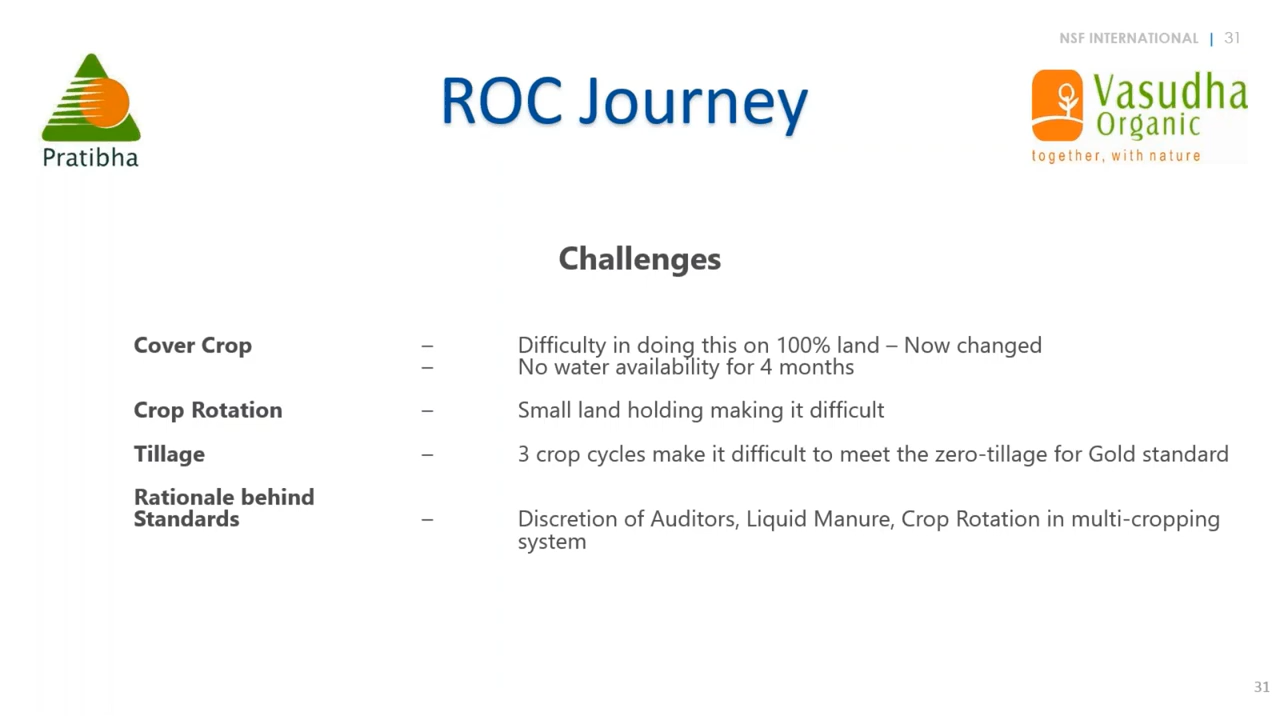 NSF INTERNATIONAL | 31
Pratibha
ROC Journey
Vasudha
Organic
together, with nature
Challenges
Cover Crop – Difficulty in doing this on 100% land – Now changed
– No water availability for 4 months
Crop Rotation – Small land holding making it difficult
Tillage – 3 crop cycles make it difficult to meet the zero-tillage for Gold standard
Rationale behind
Standards – Discretion of Auditors, Liquid Manure, Crop Rotation in multi-cropping
system
31